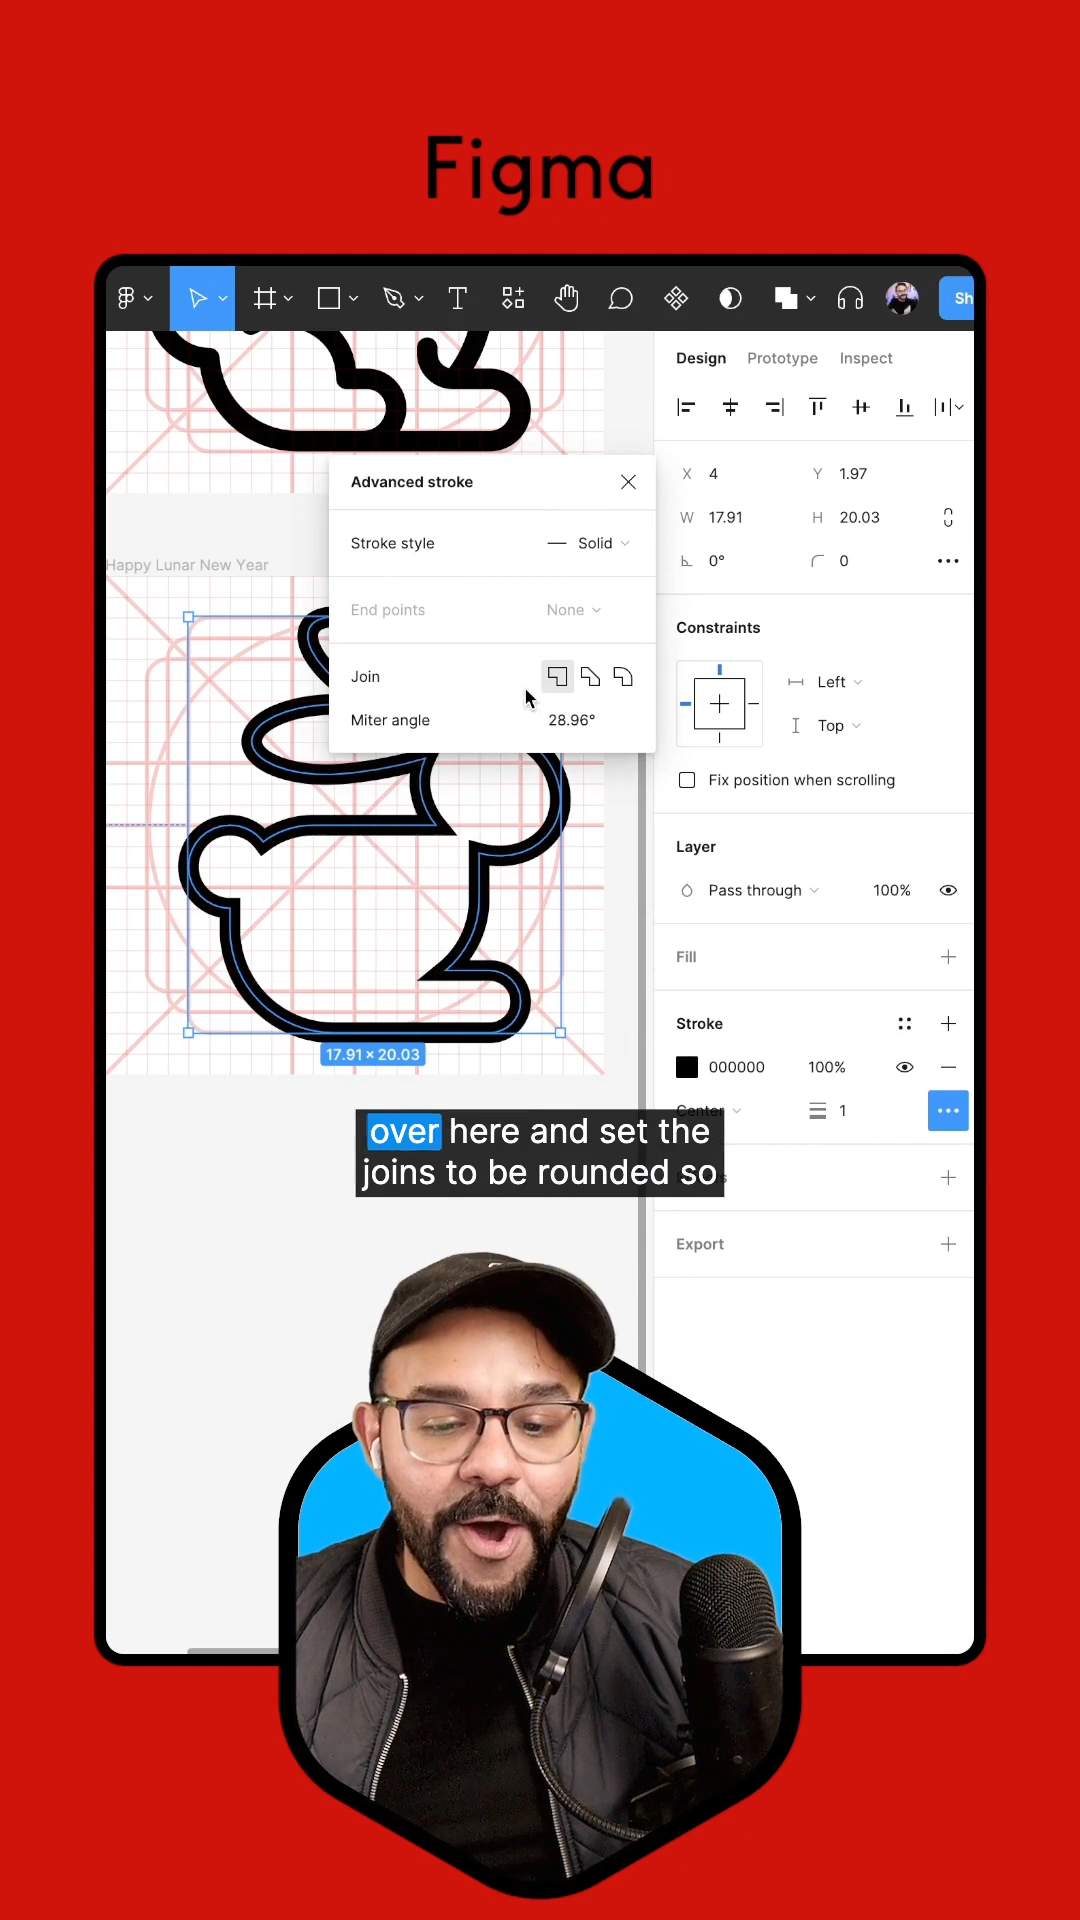 Figma
Sh
Design Prototype Inspect
X 4 Y 1.97
W 17.91 H 20.03
0° 0
Advanced stroke
Stroke style Solid
End points None
Join
Miter angle 28.96°
Happy Lunar New Year
Constraints
Left
Top
Fix position when scrolling
Layer
Pass through 100%
Fill
Stroke
000000 100%
Center 1
17.91 × 20.03
over here and set the
joins to be rounded so
Export